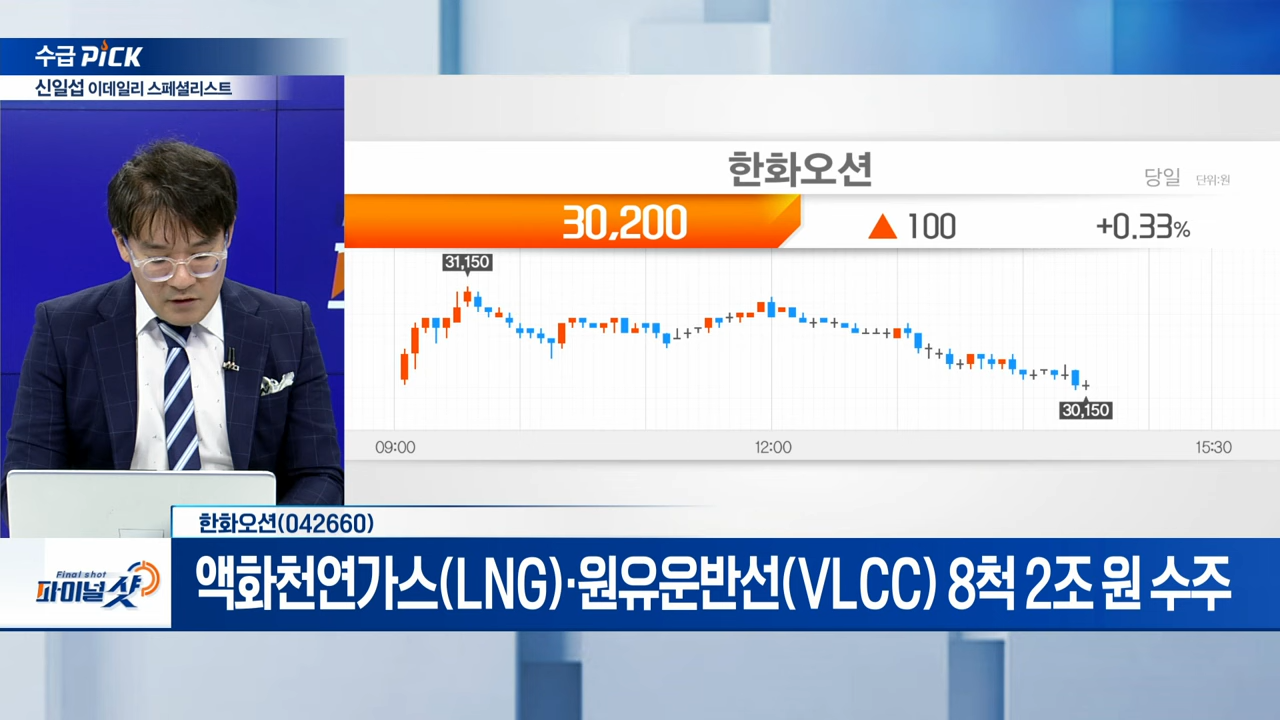 수급 PiCK
신일섭 이데일리 스페셜리스트
한화오션
당일 단위:원
30,200 ▲ 100 +0.33%
31,150
30,150
09:00 12:00 15:30
한화오션(042660)
Final shot
파이널샷
액화천연가스(LNG)·원유운반선(VLCC) 8척 2조 원 수주